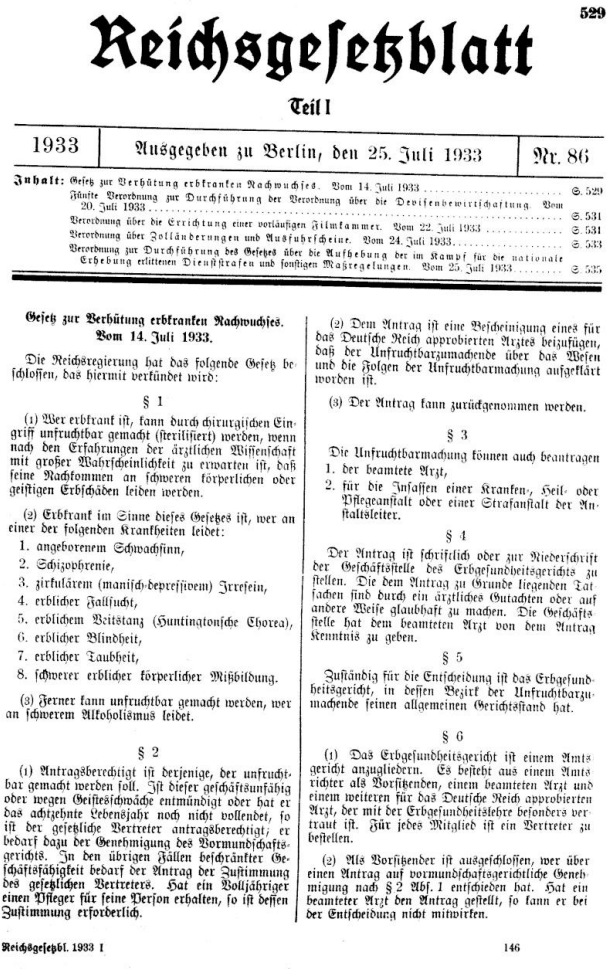 529
Reichsgesetzblatt
Teil I
1933
Ausgegeben zu Berlin, den 25. Juli 1933
Nr. 86
Inhalt: Gesetz zur Verhütung erbkranken Nachwuchses. Vom 14. Juli 1933 ........ S. 529
Fünfte Verordnung zur Durchführung der Verordnung über die Devisenbewirtschaftung. Vom
20. Juli 1933 ........ S. 531
Verordnung über die Errichtung einer vorläufigen Filmkammer. Vom 22. Juli 1933 ........ S. 531
Verordnung über Zolländerungen und Ausfuhrscheine. Vom 24. Juli 1933 ........ S. 533
Verordnung zur Durchführung des Gesetzes über die Aufhebung der im Kampf für die nationale
Erhebung erlittenen Dienststrafen und sonstigen Maßregelungen. Vom 25. Juli 1933 ........ S. 535
Gesetz zur Verhütung erbkranken Nachwuchses.
Vom 14. Juli 1933.
Die Reichsregierung hat das folgende Gesetz be-
schlossen, das hiermit verkündet wird:
§ 1
(1) Wer erbkrank ist, kann durch chirurgischen Ein-
griff unfruchtbar gemacht (sterilisiert) werden, wenn
nach den Erfahrungen der ärztlichen Wissenschaft
mit großer Wahrscheinlichkeit zu erwarten ist, daß
seine Nachkommen an schweren körperlichen oder
geistigen Erbschäden leiden werden.
(2) Erbkrank im Sinne dieses Gesetzes ist, wer an
einer der folgenden Krankheiten leidet:
1. angeborenem Schwachsinn,
2. Schizophrenie,
3. zirkulärem (manisch-depressivem) Irresein,
4. erblicher Fallsucht,
5. erblichem Veitstanz (Huntingtonsche Chorea),
6. erblicher Blindheit,
7. erblicher Taubheit,
8. schwerer erblicher körperlicher Mißbildung.
(3) Ferner kann unfruchtbar gemacht werden, wer
an schwerem Alkoholismus leidet.
§ 2
(1) Antragsberechtigt ist derjenige, der unfrucht-
bar gemacht werden soll. Ist dieser geschäftsunfähig
oder wegen Geistesschwäche entmündigt oder hat er
das achtzehnte Lebensjahr noch nicht vollendet, so
ist der gesetzliche Vertreter antragsberechtigt; er
bedarf dazu der Genehmigung des Vormundschafts-
gerichts. In den übrigen Fällen beschränkter Ge-
schäftsfähigkeit bedarf der Antrag der Zustimmung
des gesetzlichen Vertreters. Hat ein Volljähriger
einen Pfleger für seine Person erhalten, so ist dessen
Zustimmung erforderlich.
(2) Dem Antrag ist eine Bescheinigung eines für
das Deutsche Reich approbierten Arztes beizufügen,
daß der Unfruchtbarzumachende über das Wesen
und die Folgen der Unfruchtbarmachung aufgeklärt
worden ist.
(3) Der Antrag kann zurückgenommen werden.
§ 3
Die Unfruchtbarmachung können auch beantragen
1. der beamtete Arzt,
2. für die Insassen einer Kranken-, Heil- oder
Pflegeanstalt oder einer Strafanstalt der An-
staltsleiter.
§ 4
Der Antrag ist schriftlich oder zur Niederschrift
der Geschäftsstelle des Erbgesundheitsgerichts zu
stellen. Die dem Antrag zu Grunde liegenden Tat-
sachen sind durch ein ärztliches Gutachten oder auf
andere Weise glaubhaft zu machen. Die Geschäfts-
stelle hat dem beamteten Arzt von dem Antrag
Kenntnis zu geben.
§ 5
Zuständig für die Entscheidung ist das Erbgesund-
heitsgericht, in dessen Bezirk der Unfruchtbarzu-
machende seinen allgemeinen Gerichtsstand hat.
§ 6
(1) Das Erbgesundheitsgericht ist einem Amts
gericht anzugliedern. Es besteht aus einem Amts
richter als Vorsitzenden, einem beamteten Arzt und
einem weiteren für das Deutsche Reich approbierten
Arzt, der mit der Erbgesundheitslehre besonders ver-
traut ist. Für jedes Mitglied ist ein Vertreter zu
bestellen.
(2) Als Vorsitzender ist ausgeschlossen, wer über
einen Antrag auf vormundschaftsgerichtliche Geneh-
migung nach § 2 Abs. 1 entschieden hat. Hat ein
beamteter Arzt den Antrag gestellt, so kann er bei
der Entscheidung nicht mitwirken.
Reichsgesetzbl. 1933 I
146